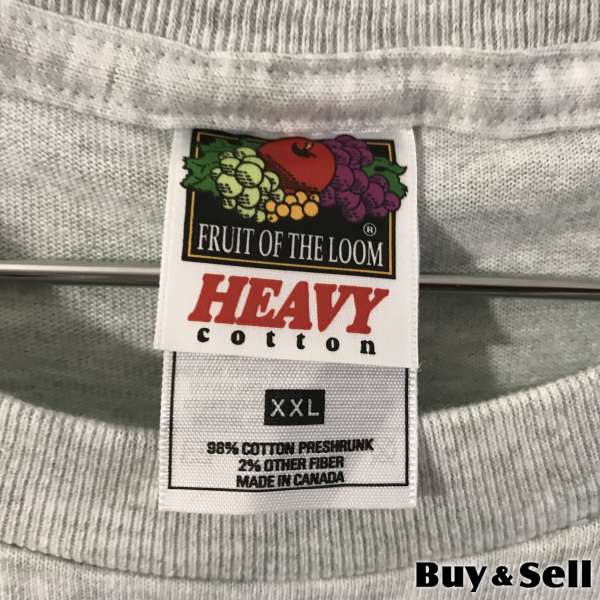 FRUIT OF THE LOOM ®
HEAVY
cotton
XXL
98% COTTON PRESHRUNK
2% OTHER FIBER
MADE IN CANADA
Buy & Sell